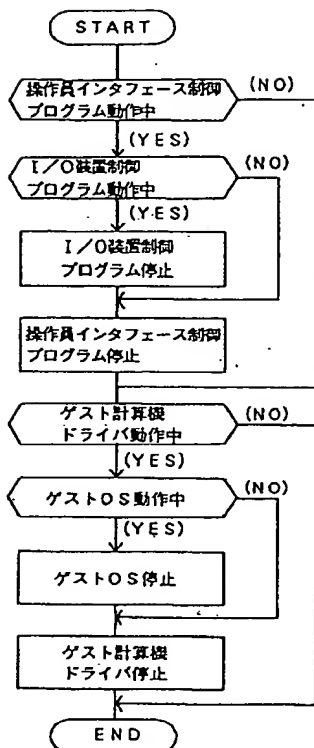 START
操作員インタフェース制御
プログラム動作中
(NO)
(YES)
I/O装置制御
プログラム動作中
(NO)
(YES)
I/O装置制御
プログラム停止
操作員インタフェース制御
プログラム停止
ゲスト計算機
ドライバ動作中
(NO)
(YES)
ゲストOS動作中
(NO)
(YES)
ゲストOS停止
ゲスト計算機
ドライバ停止
END